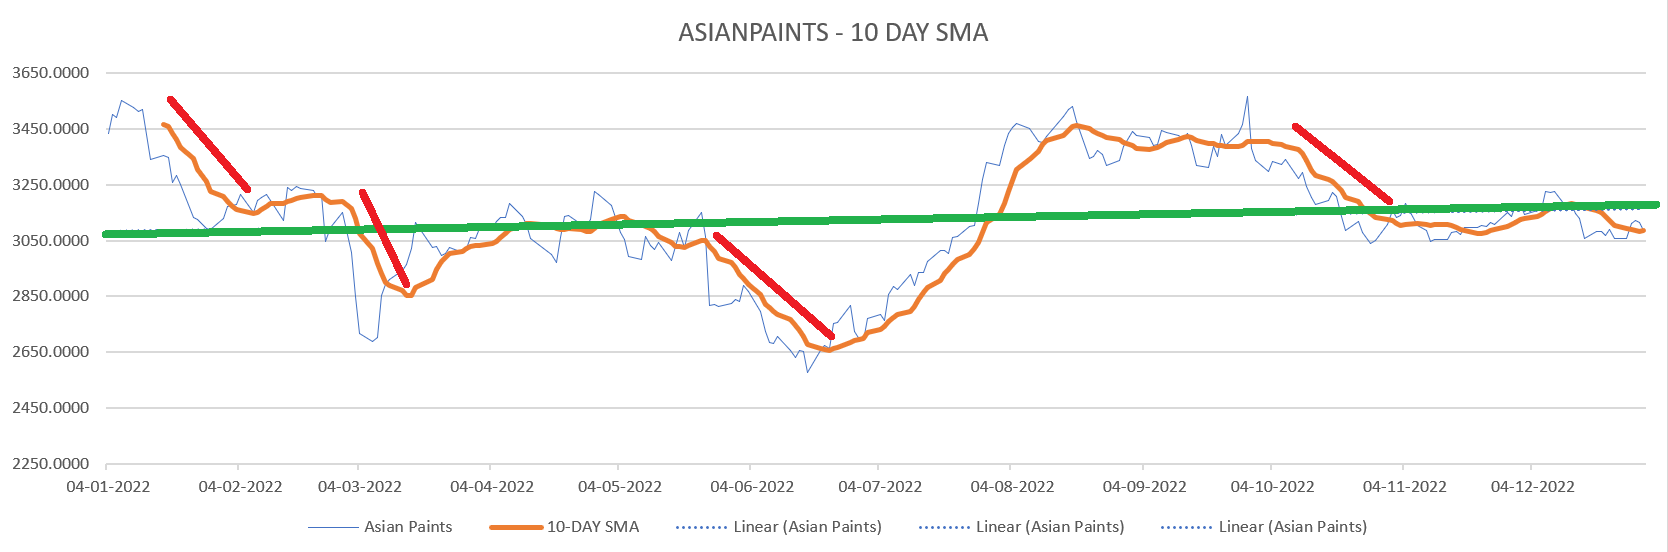 ASIANPAINTS - 10 DAY SMA
3650.0000
3450.0000
3250.0000
3050.0000
2850.0000
2650.0000
2450.0000
2250.0000
04-01-2022 04-02-2022 04-03-2022 04-04-2022 04-05-2022 04-06-2022 04-07-2022 04-08-2022 04-09-2022 04-10-2022 04-11-2022 04-12-2022
Asian Paints 10-DAY SMA Linear (Asian Paints) Linear (Asian Paints) Linear (Asian Paints)